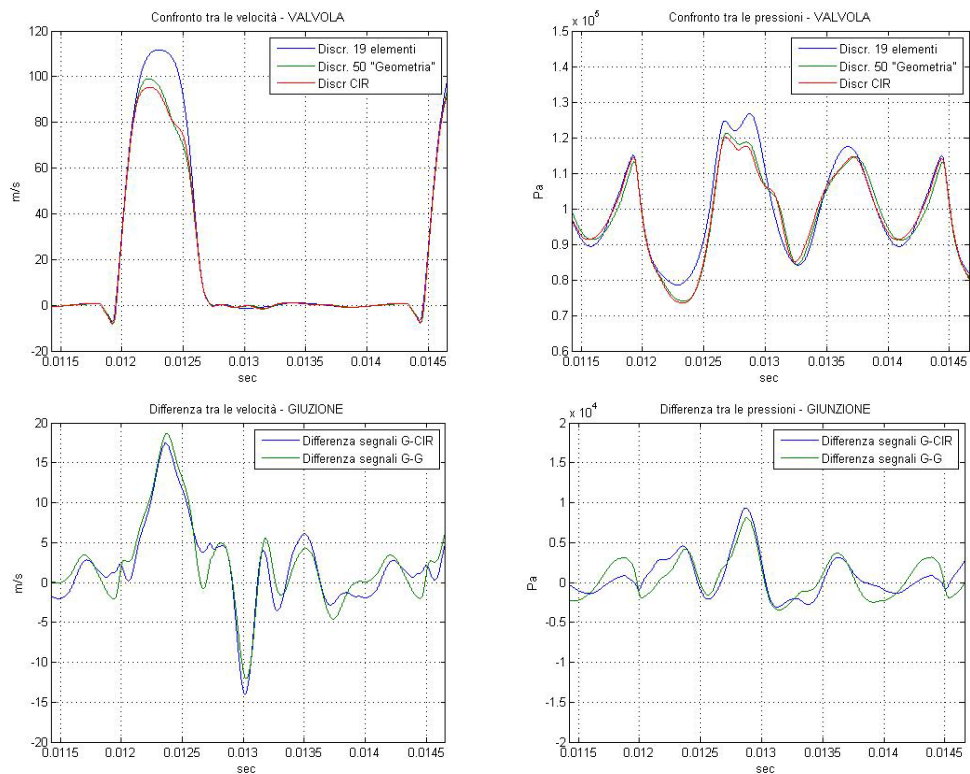 Confronto tra le velocità - VALVOLA
120
100
80
60
40
20
0
-20
m/s
0.0115 0.012 0.0125 0.013 0.0135 0.014 0.0145
sec
Discr. 19 elementi
Discr. 50 "Geometria"
Discr CIR
Confronto tra le pressioni - VALVOLA
x 10^5
1.5
1.4
1.3
1.2
1.1
1
0.9
0.8
0.7
0.6
Pa
0.0115 0.012 0.0125 0.013 0.0135 0.014 0.0145
sec
Discr. 19 elementi
Discr. 50 "Geometria"
Discr CIR
Differenza tra le velocità - GIUZIONE
20
15
10
5
0
-5
-10
-15
-20
m/s
0.0115 0.012 0.0125 0.013 0.0135 0.014 0.0145
sec
Differenza segnali G-CIR
Differenza segnali G-G
Differenza tra le pressioni - GIUNZIONE
x 10^4
2
1.5
1
0.5
0
-0.5
-1
-1.5
-2
Pa
0.0115 0.012 0.0125 0.013 0.0135 0.014 0.0145
sec
Differenza segnali G-CIR
Differenza segnali G-G